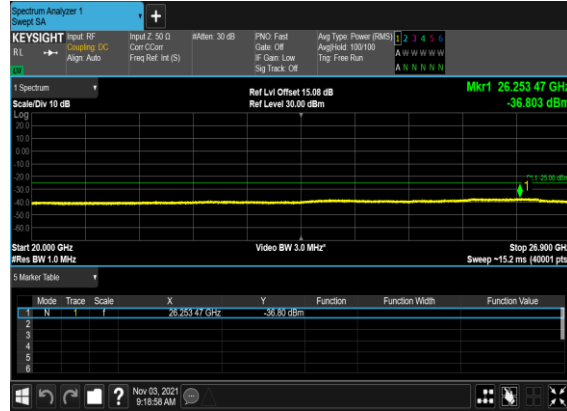 Spectrum Analyzer 1
Swept SA
+
KEYSIGHT Input: RF Input Z: 50 Ω #Atten: 30 dB PNO: Fast Avg Type: Power (RMS) 1 2 3 4 5 6
RL Coupling: DC Corr CCorr Gate: Off Avg|Hold: 100/100 A W W W W W
Align: Auto Freq Ref: Int (S) IF Gain: Low Trig: Free Run
Sig Track: Off A N N N N N
LW
1 Spectrum Ref Lvl Offset 15.08 dB Mkr1 26.253 47 GHz
Scale/Div 10 dB Ref Level 30.00 dBm -36.803 dBm
Log
20.0
10.0
0.00
-10.0
-20.0
-30.0
-40.0
-50.0
-60.0
1
Start 20.000 GHz Video BW 3.0 MHz* Stop 26.900 GHz
#Res BW 1.0 MHz Sweep ~15.2 ms (40001 pts)
5 Marker Table
Mode Trace Scale X Y Function Function Width Function Value
1 N 1 f 26.253 47 GHz -36.80 dBm
2
3
4
5
6
? Nov 03, 2021
9:18:58 AM